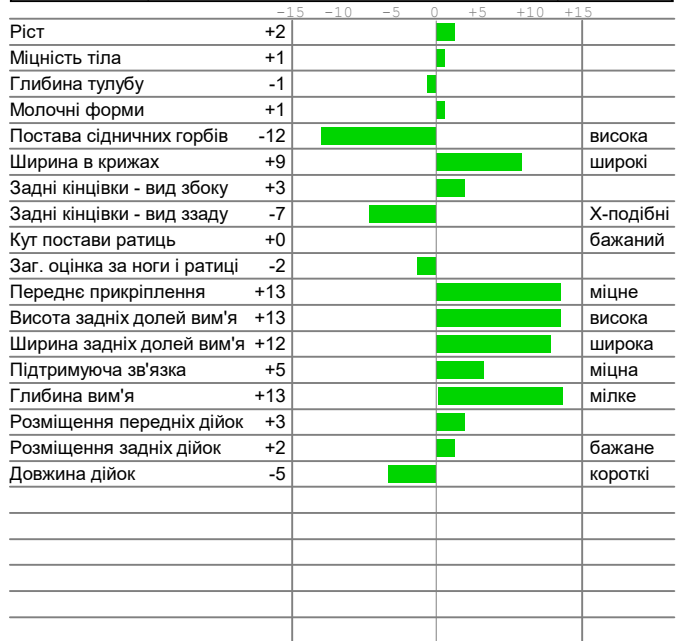 -15 -10 -5 0 +5 +10 +15
Ріст +2
Міцність тіла +1
Глибина тулубу -1
Молочні форми +1
Постава сідничних горбів -12 висока
Ширина в крижах +9 широкі
Задні кінцівки - вид збоку +3
Задні кінцівки - вид ззаду -7 Х-подібні
Кут постави ратиць +0 бажаний
Заг. оцінка за ноги і ратиці -2
Переднє прикріплення +13 міцне
Висота задніх долей вим'я +13 висока
Ширина задніх долей вим'я +12 широка
Підтримуюча зв'язка +5 міцна
Глибина вим'я +13 мілке
Розміщення передніх дійок +3
Розміщення задніх дійок +2 бажане
Довжина дійок -5 короткі